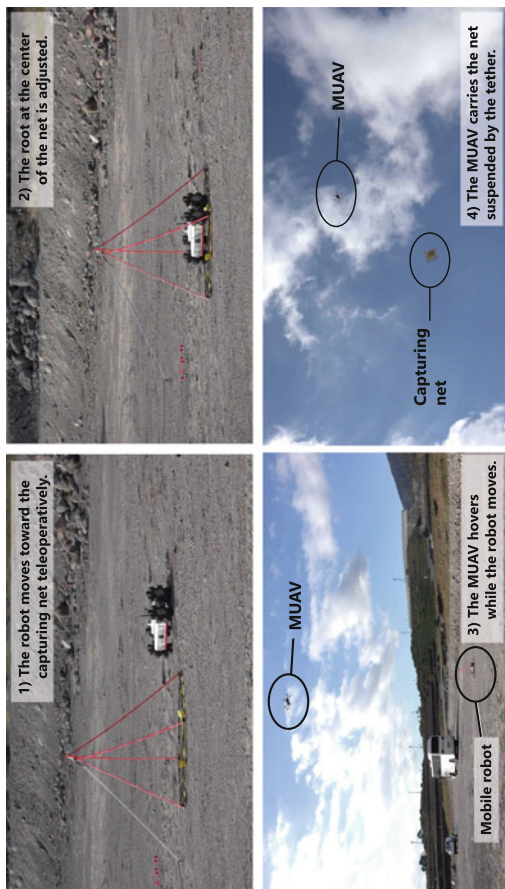 1) The robot moves toward the
capturing net teleoperatively.
2) The root at the center
of the net is adjusted.
MUAV
Mobile robot
3) The MUAV hovers
while the robot moves.
MUAV
Capturing
net
4) The MUAV carries the net
suspended by the tether.